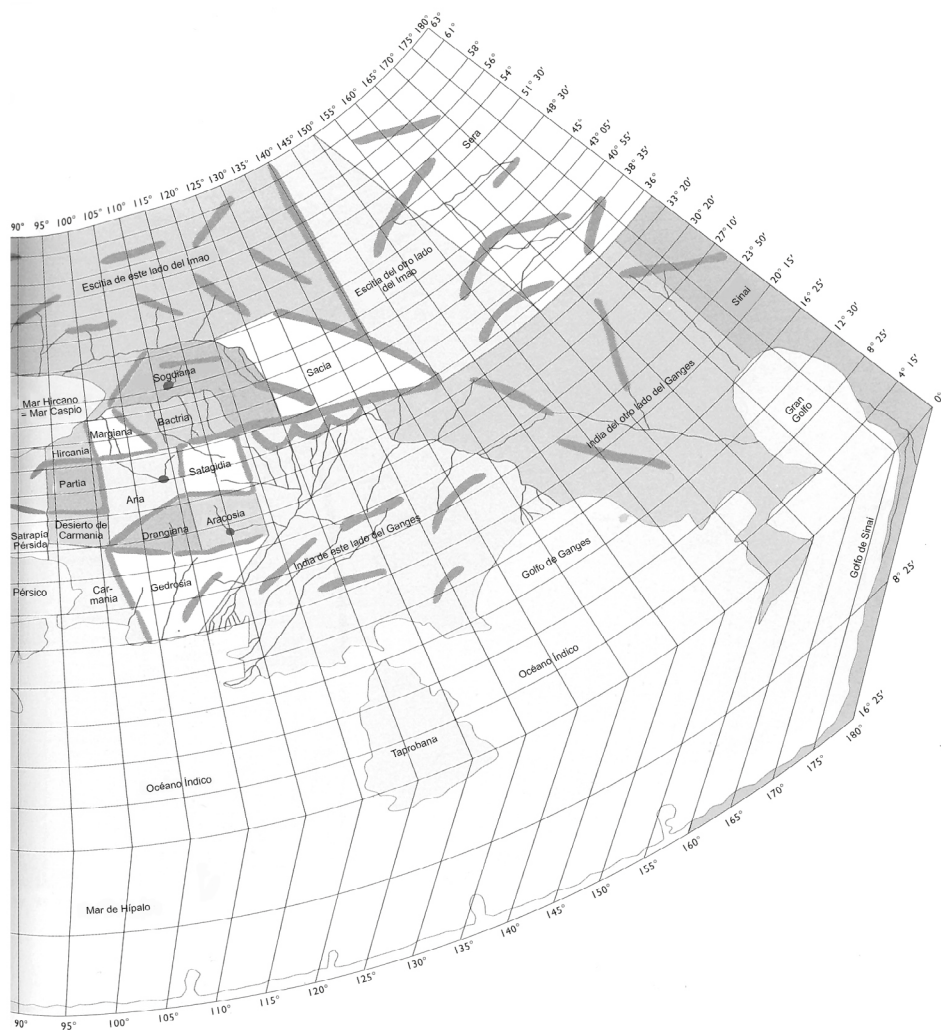 90°
95°
100°
105°
110°
115°
120°
125°
130°
135°
140°
145°
150°
155°
160°
165°
170°
175°
180°
63°
61°
58°
56°
54°
51° 30′
48° 30′
45°
43° 05′
40° 55′
38° 35′
36°
33° 20′
30° 20′
27° 10′
23° 50′
20° 15′
16° 25′
12° 30′
8° 25′
4° 15′
0°
8° 25′
16° 25′
Sera
Escitia de este lado del Imao
Escitia del otro lado
del Imao
Sinai
Sogdiana
Sacia
Mar Hircano
= Mar Caspio
Bactria
Margiana
Gran
Golfo
India del otro lado del Ganges
Hircania
Partia
Satagidia
Aria
Aracosia
Drangiana
Satrapía
Pérsida
Desierto de
Carmania
India de este lado del Ganges
Golfo de Ganges
Golfo de Sinai
Pérsico
Car-
mania
Gedrosia
Océano Índico
Taprobana
Océano Índico
Mar de Hípalo
90°
95°
100°
105°
110°
115°
120°
125°
130°
135°
140°
145°
150°
155°
160°
165°
170°
175°
180°